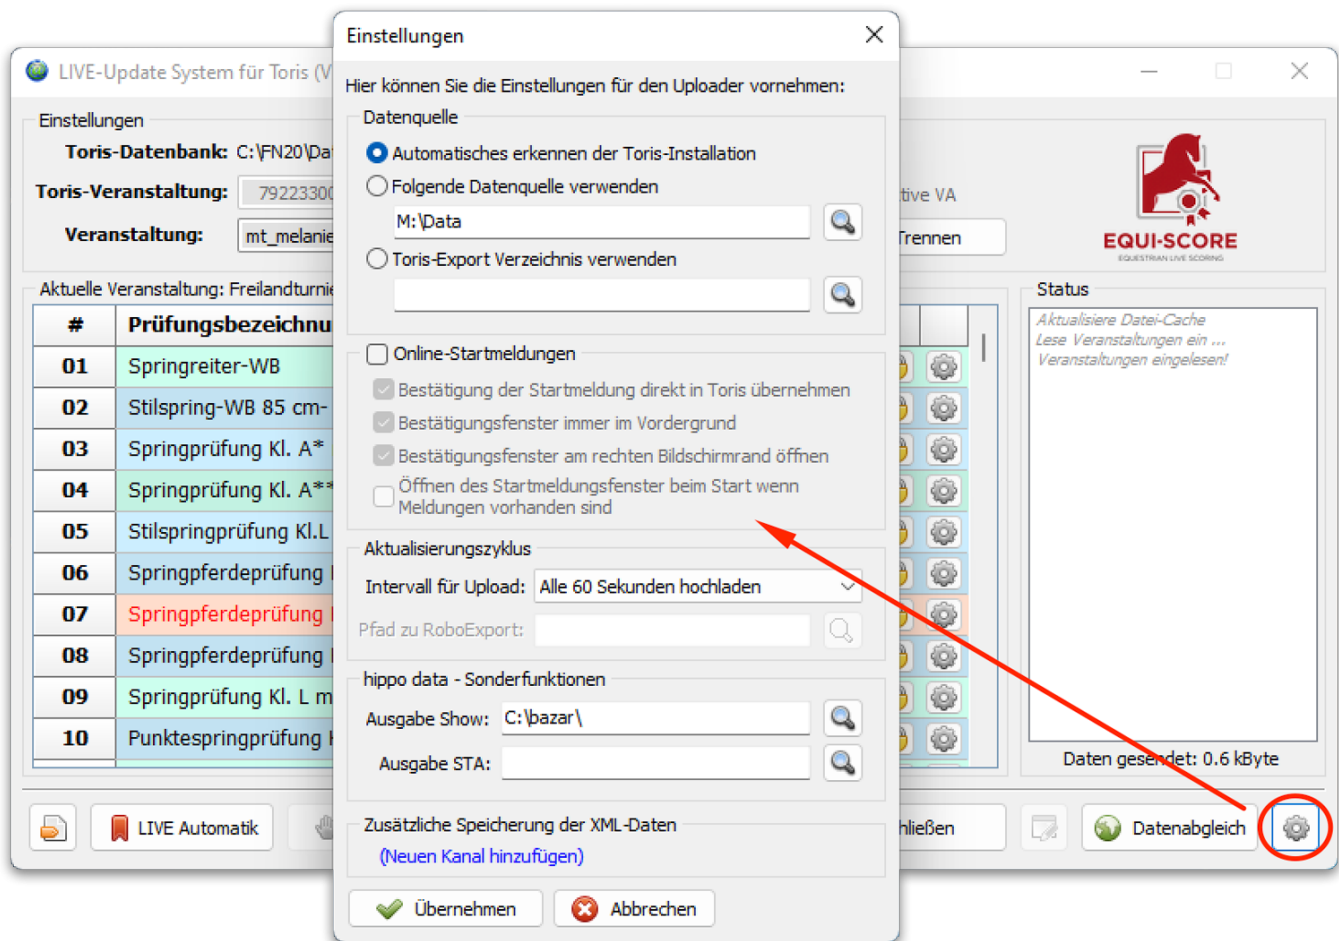 Einstellungen
Hier können Sie die Einstellungen für den Uploader vornehmen:
Datenquelle
Automatisches erkennen der Toris-Installation
Folgende Datenquelle verwenden
M:\Data
Toris-Export Verzeichnis verwenden
Online-Startmeldungen
Bestätigung der Startmeldung direkt in Toris übernehmen
Bestätigungsfenster immer im Vordergrund
Bestätigungsfenster am rechten Bildschirmrand öffnen
Öffnen des Startmeldungsfenster beim Start wenn
Meldungen vorhanden sind
Aktualisierungszyklus
Intervall für Upload: Alle 60 Sekunden hochladen
Pfad zu RoboExport:
hippo data - Sonderfunktionen
Ausgabe Show: C:\bazar\
Ausgabe STA:
Zusätzliche Speicherung der XML-Daten
(Neuen Kanal hinzufügen)
Übernehmen Abbrechen
LIVE-Update System für Toris (V
Einstellungen
Toris-Datenbank: C:\FN20\Da
Toris-Veranstaltung: 79223300
tive VA
Veranstaltung: mt_melanie
Trennen
EQUI-SCORE
EQUESTRIAN LIVE SCORING
Aktuelle Veranstaltung: Freilandturnie
# Prüfungsbezeichnu
01 Springreiter-WB
02 Stilspring-WB 85 cm-
03 Springprüfung Kl. A*
04 Springprüfung Kl. A**
05 Stilspringprüfung Kl.L
06 Springpferdeprüfung
07 Springpferdeprüfung
08 Springpferdeprüfung
09 Springprüfung Kl. L m
10 Punktespringprüfung
Status
Aktualisiere Datei-Cache
Lese Veranstaltungen ein ...
Veranstaltungen eingelesen!
Daten gesendet: 0.6 kByte
LIVE Automatik
hließen
Datenabgleich